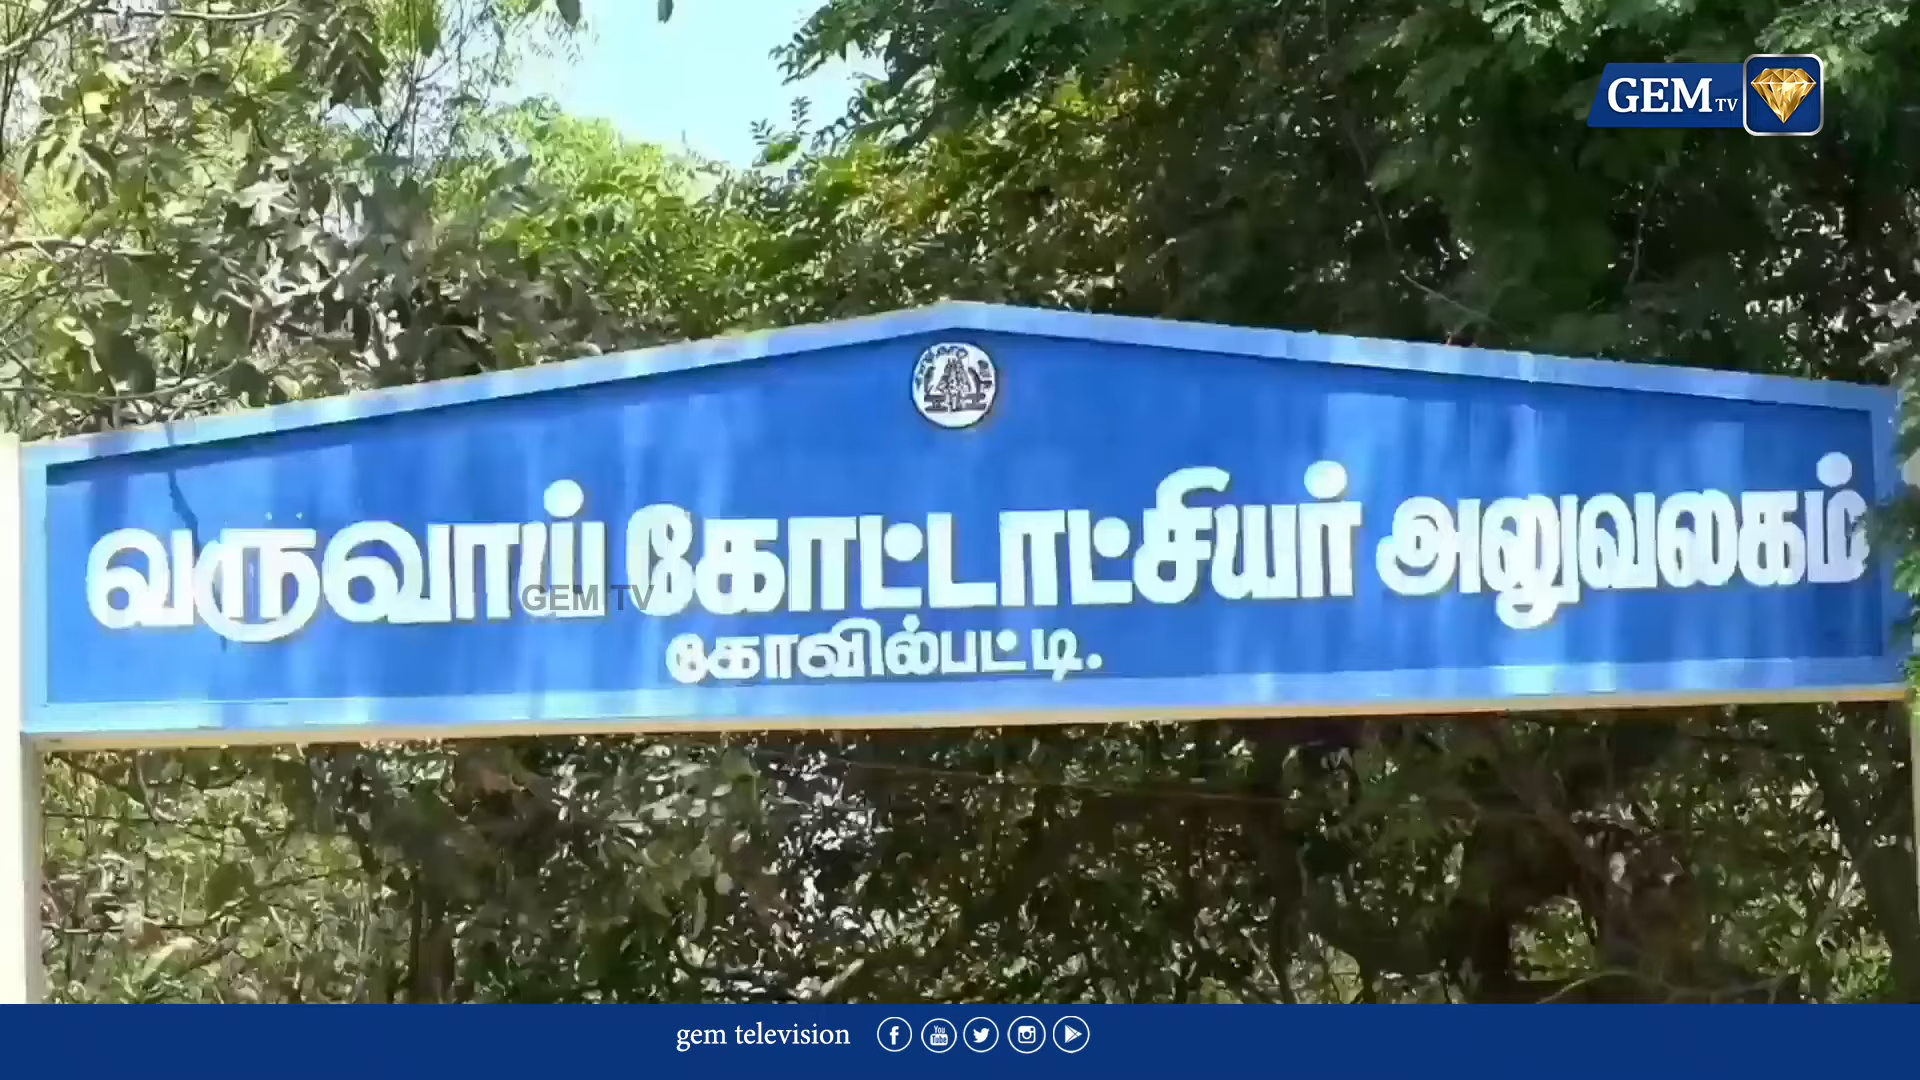 GEM TV
வருவாய் கோட்டாட்சியர் அலுவலகம்
GEM TV
கோவில்பட்டி.
gem television